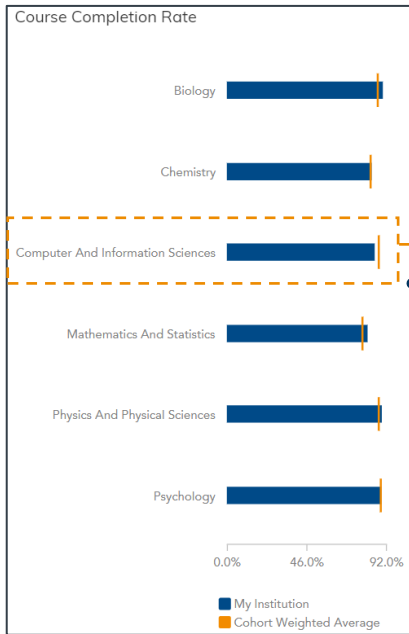 Course Completion Rate
Biology
Chemistry
Computer And Information Sciences
Mathematics And Statistics
Physics And Physical Sciences
Psychology
0.0% 46.0% 92.0%
My Institution
Cohort Weighted Average